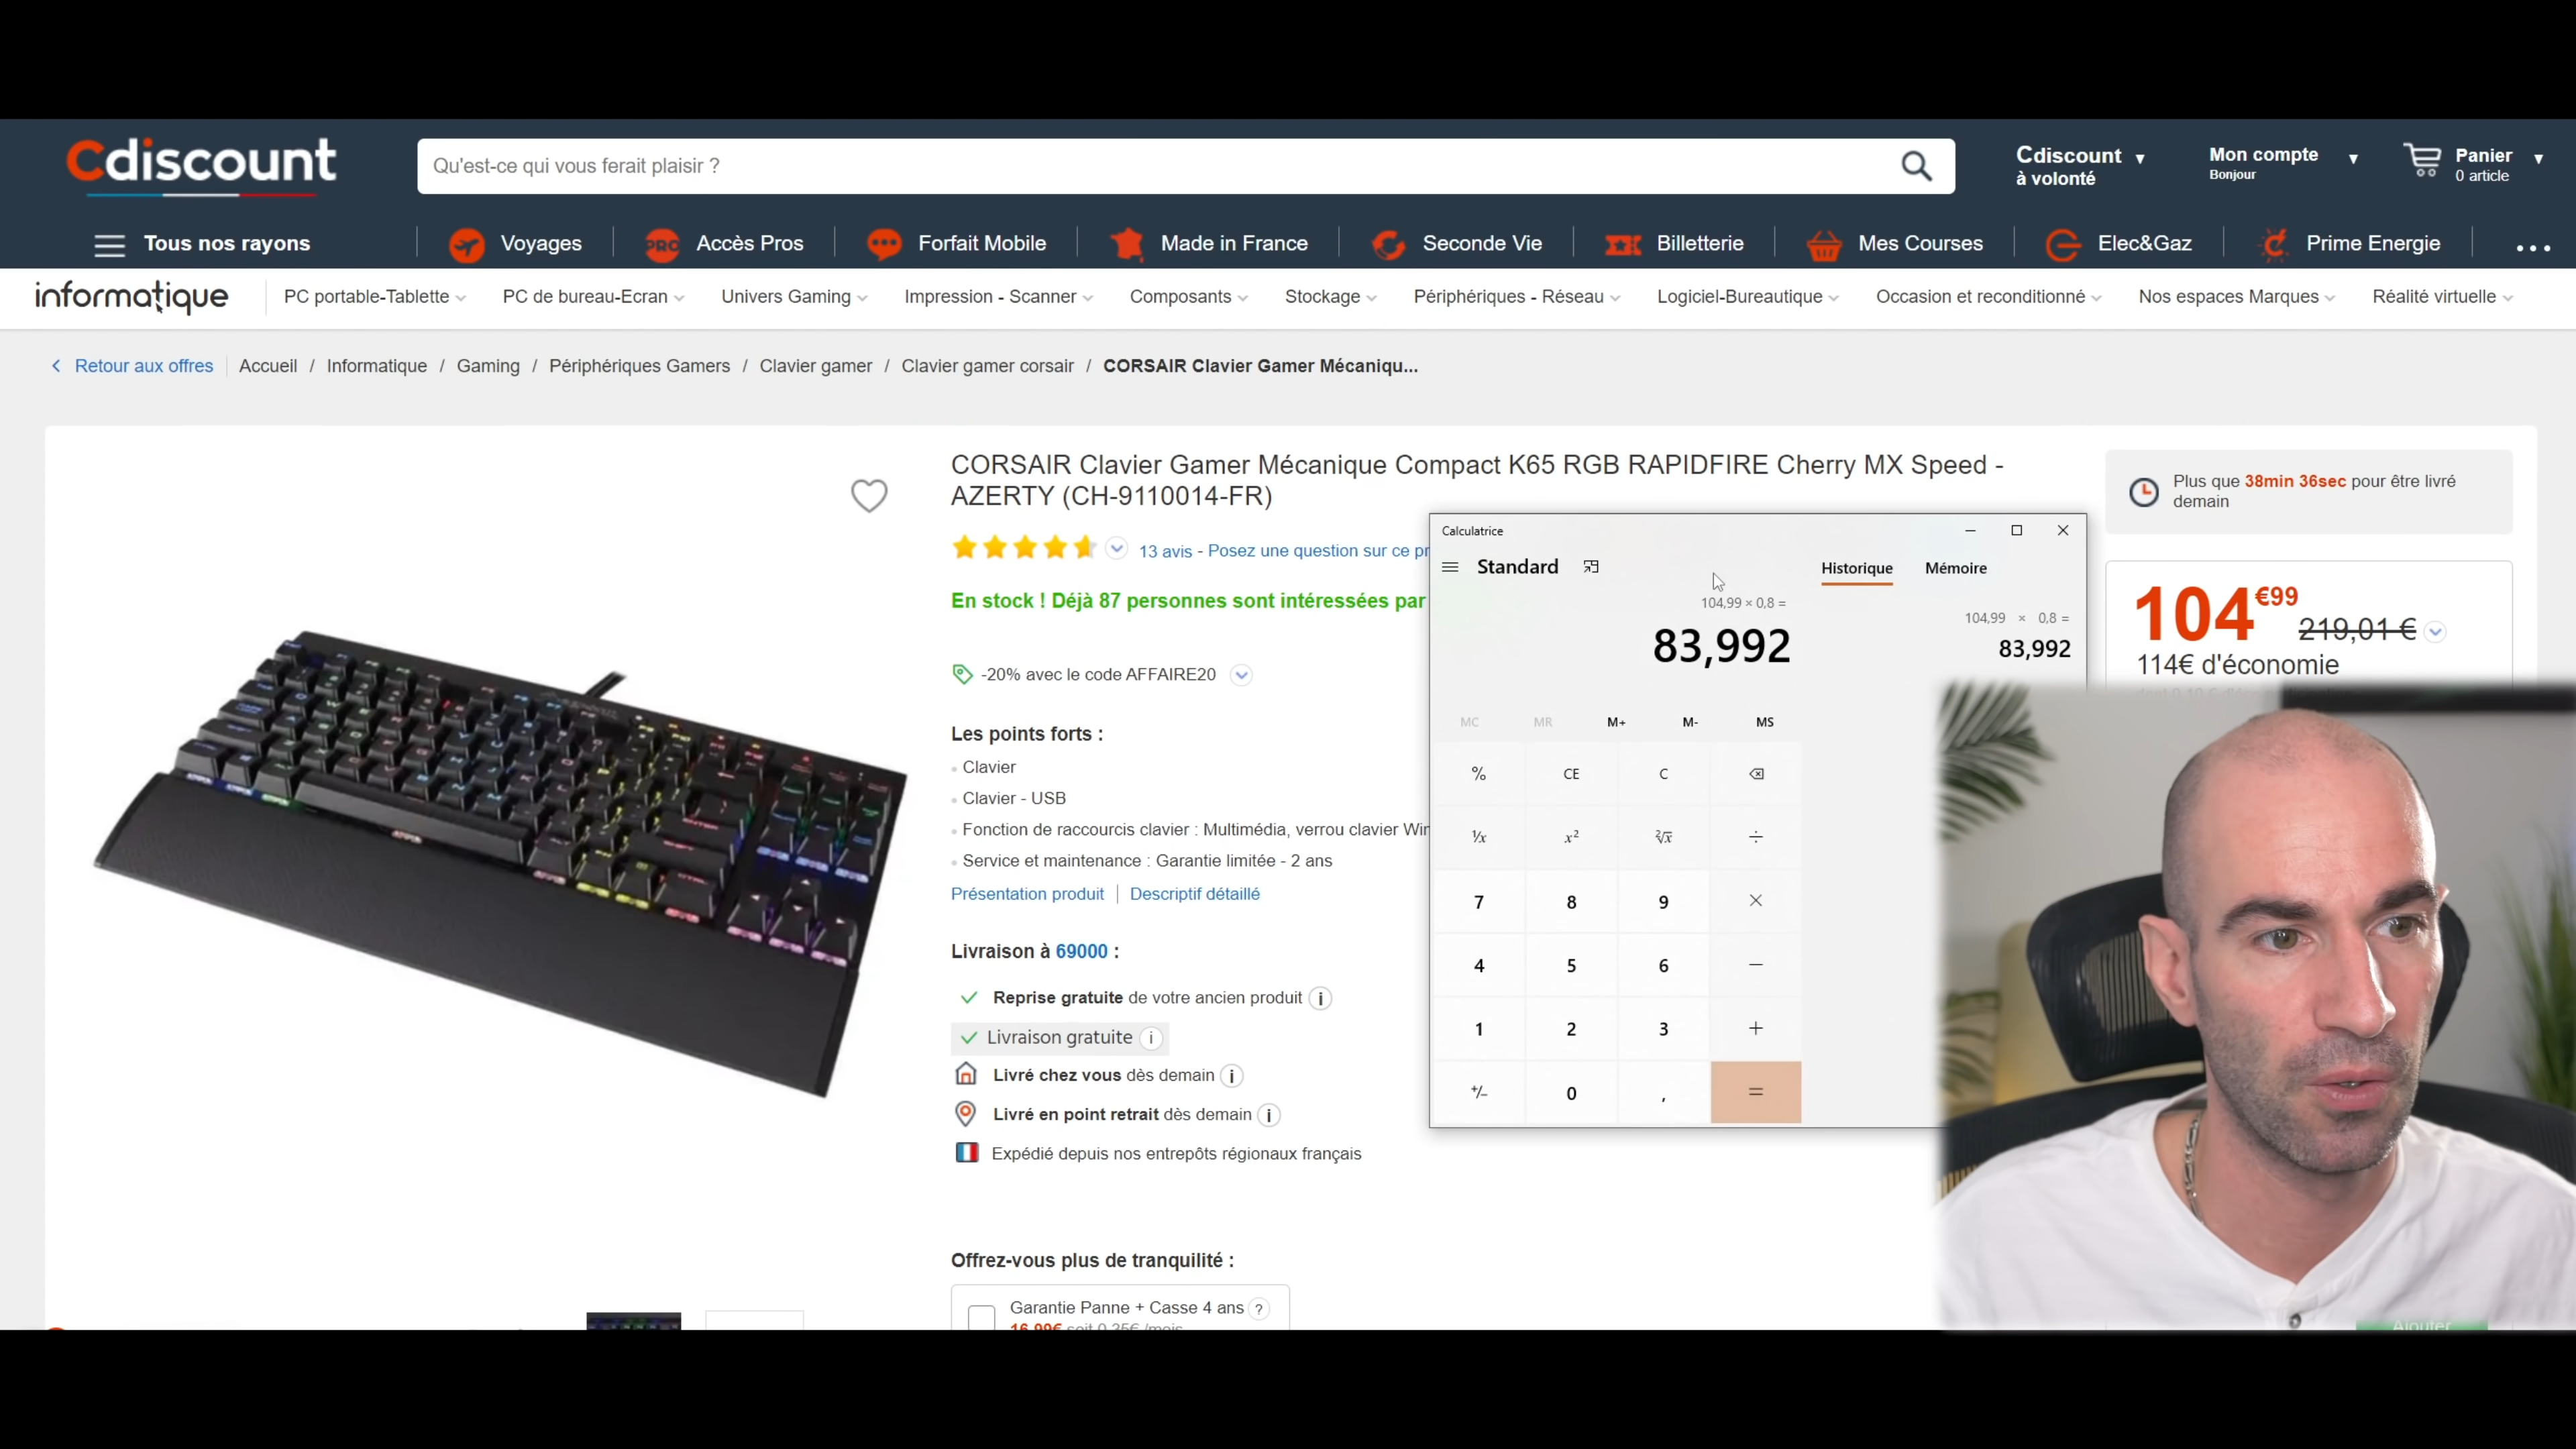 Cdiscount
Qu'est-ce qui vous ferait plaisir ?
Cdiscount
à volonté
Mon compte
Bonjour
Panier
0 article
Tous nos rayons
Voyages
PRO
Accès Pros
Forfait Mobile
Made in France
Seconde Vie
Billetterie
Mes Courses
Elec&Gaz
Prime Energie
informatique
PC portable-Tablette
PC de bureau-Ecran
Univers Gaming
Impression - Scanner
Composants
Stockage
Périphériques - Réseau
Logiciel-Bureautique
Occasion et reconditionné
Nos espaces Marques
Réalité virtuelle
Retour aux offres
Accueil / Informatique / Gaming / Périphériques Gamers / Clavier gamer / Clavier gamer corsair / CORSAIR Clavier Gamer Mécaniqu...
CORSAIR Clavier Gamer Mécanique Compact K65 RGB RAPIDFIRE Cherry MX Speed -
AZERTY (CH-9110014-FR)
13 avis - Posez une question sur ce pr
En stock ! Déjà 87 personnes sont intéressées par
-20% avec le code AFFAIRE20
Les points forts :
Clavier
Clavier - USB
Fonction de raccourcis clavier : Multimédia, verrou clavier Wir
Service et maintenance : Garantie limitée - 2 ans
Présentation produit
Descriptif détaillé
Livraison à 69000 :
Reprise gratuite de votre ancien produit
Livraison gratuite
Livré chez vous dès demain
Livré en point retrait dès demain
Expédié depuis nos entrepôts régionaux français
Offrez-vous plus de tranquilité :
Garantie Panne + Casse 4 ans ?
16,99€ soit 0,35€ /mois
Calculatrice
Standard
Historique
Mémoire
104,99 × 0,8 =
83,992
104,99 × 0,8 =
83,992
MC MR M+ M- MS
% CE C
¹/x x² ²√x ÷
7 8 9 ×
4 5 6 −
1 2 3 +
+/− 0 , =
Plus que 38min 36sec pour être livré
demain
104€99
219,01 €
114€ d'économie
Ajouter